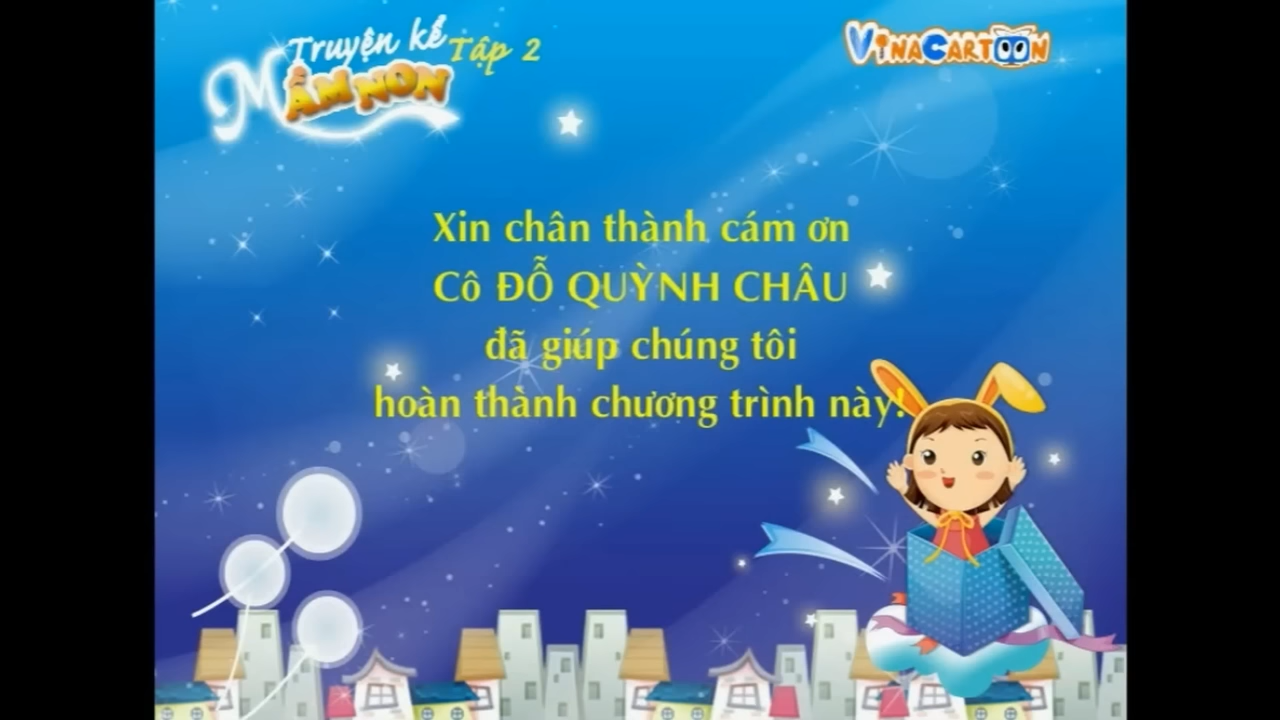 Truyện kể
MẦM NON
Tập 2
VINACARTOON
Xin chân thành cám ơn
Cô ĐỖ QUỲNH CHÂU
đã giúp chúng tôi
hoàn thành chương trình này!